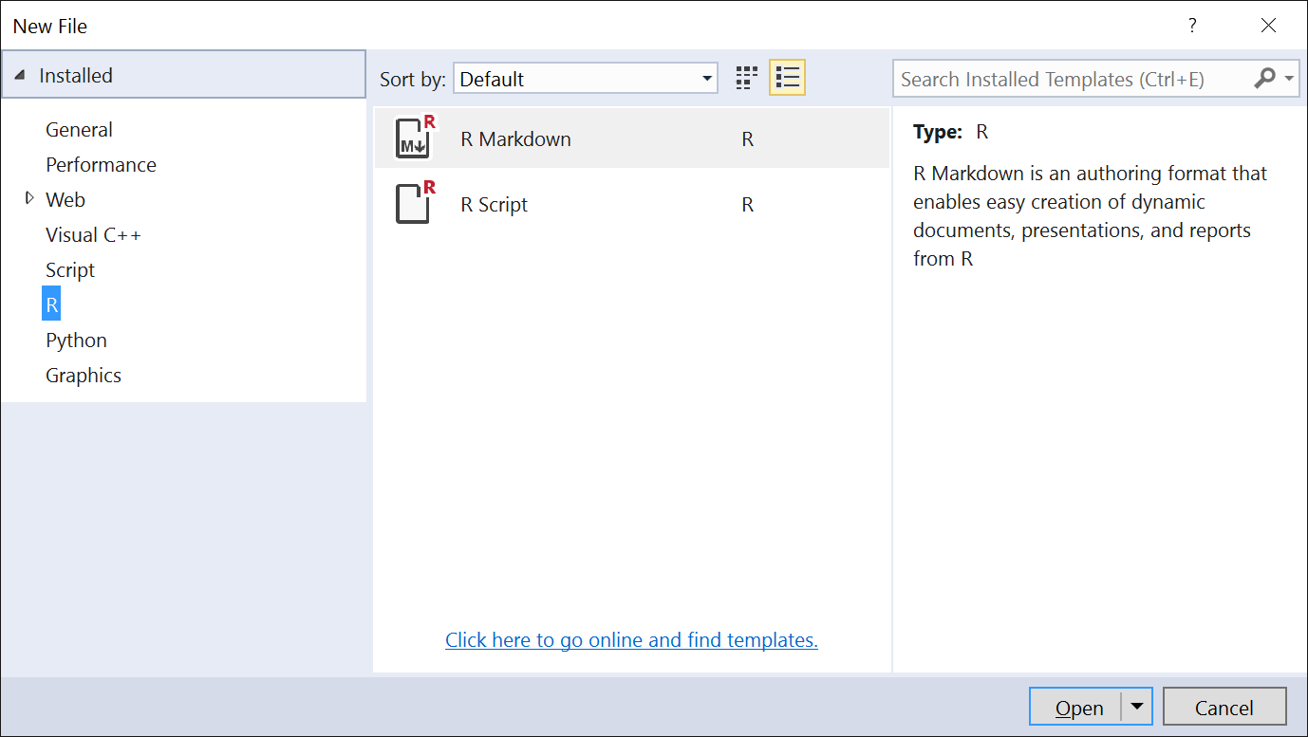 New File
?
Installed
Sort by: Default
Search Installed Templates (Ctrl+E)
General
Performance
Web
Visual C++
Script
R
Python
Graphics
R
M
R Markdown R
R
R Script R
Click here to go online and find templates.
Type: R
R Markdown is an authoring format that
enables easy creation of dynamic
documents, presentations, and reports
from R
Open
Cancel